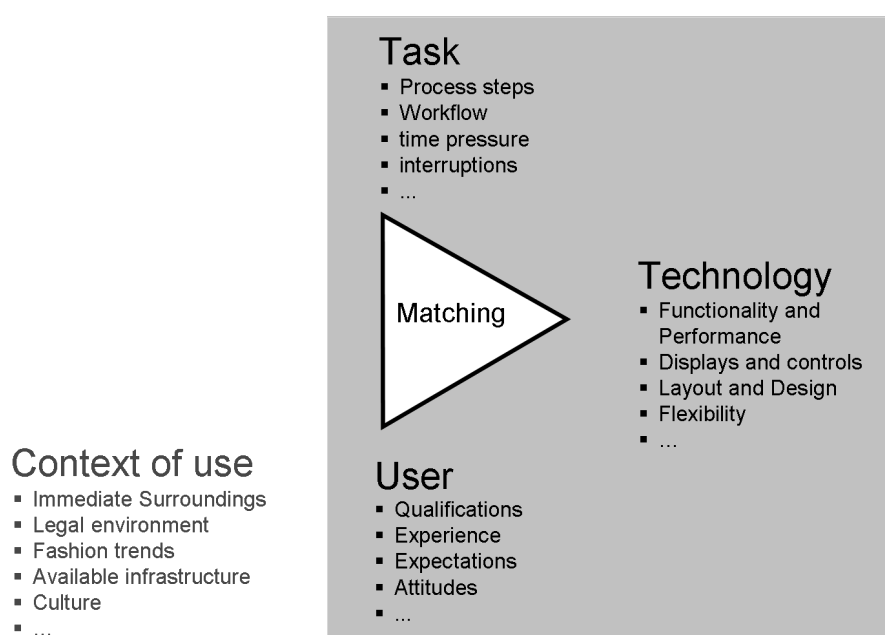 Task
▪ Process steps
▪ Workflow
▪ time pressure
▪ interruptions
▪ ...
Matching
Technology
▪ Functionality and
Performance
▪ Displays and controls
▪ Layout and Design
▪ Flexibility
▪ ...
User
▪ Qualifications
▪ Experience
▪ Expectations
▪ Attitudes
▪ ...
Context of use
▪ Immediate Surroundings
▪ Legal environment
▪ Fashion trends
▪ Available infrastructure
▪ Culture
▪ ...